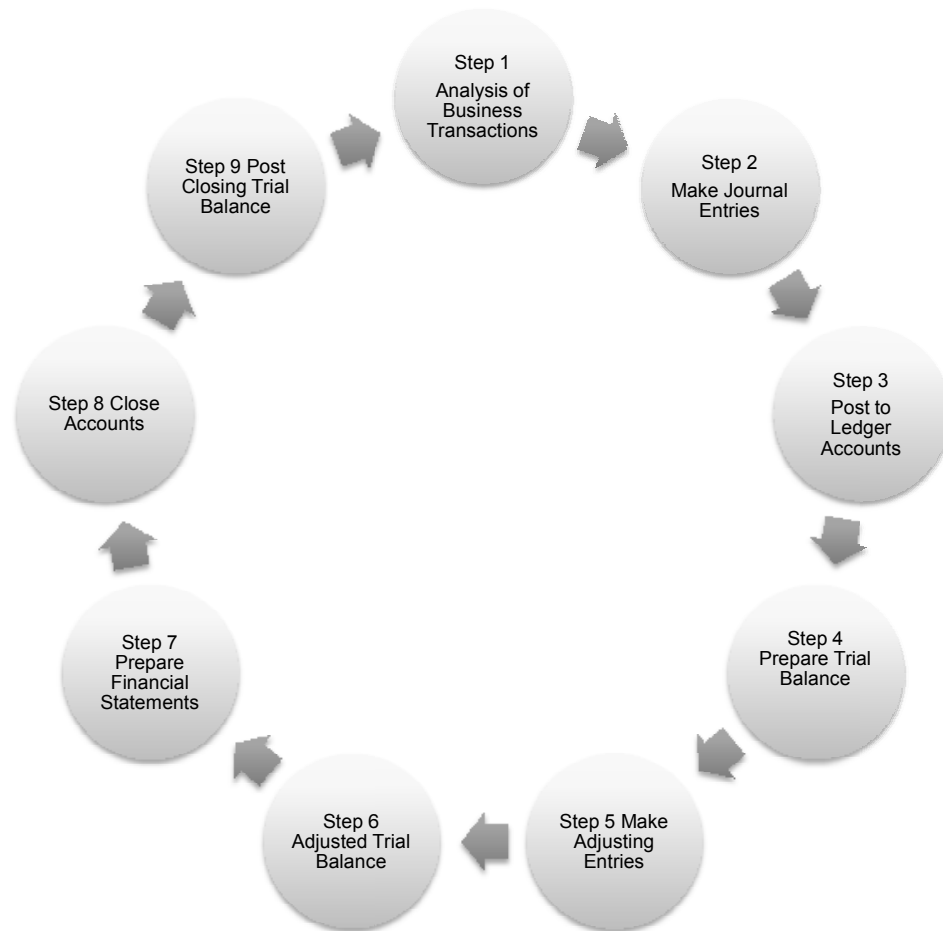 Step 1
Analysis of
Business
Transactions
Step 2
Make Journal
Entries
Step 3
Post to
Ledger
Accounts
Step 4
Prepare Trial
Balance
Step 5 Make
Adjusting
Entries
Step 6
Adjusted Trial
Balance
Step 7
Prepare
Financial
Statements
Step 8 Close
Accounts
Step 9 Post
Closing Trial
Balance